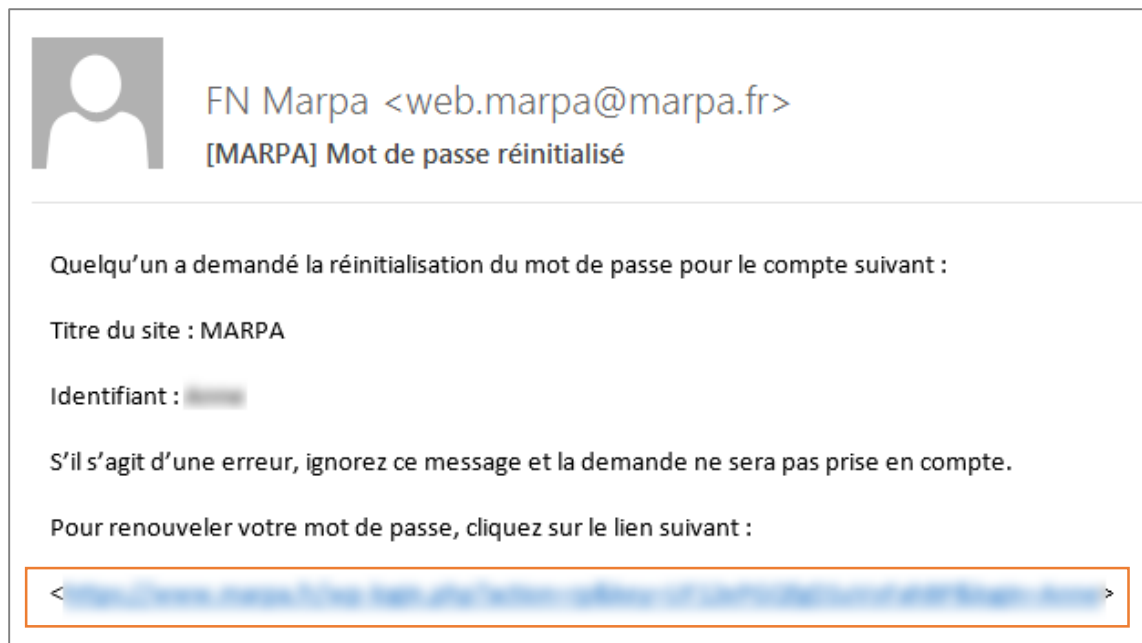 FN Marpa <web.marpa@marpa.fr>
[MARPA] Mot de passe réinitialisé
Quelqu'un a demandé la réinitialisation du mot de passe pour le compte suivant :
Titre du site : MARPA
Identifiant :
S'il s'agit d'une erreur, ignorez ce message et la demande ne sera pas prise en compte.
Pour renouveler votre mot de passe, cliquez sur le lien suivant :
< >